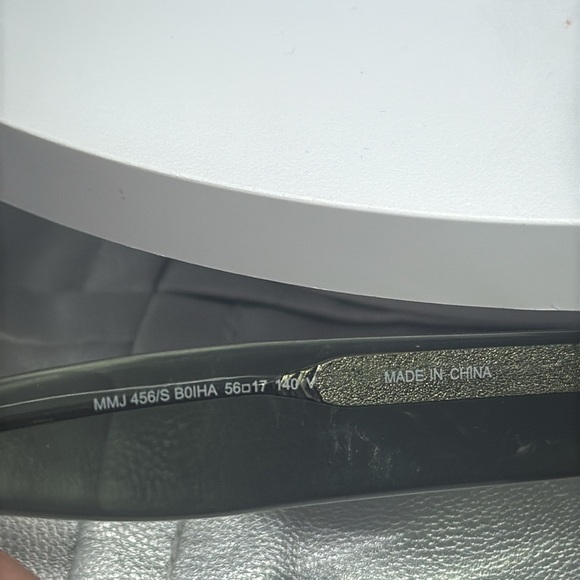 MMJ 456/S B0IHA 56□17 140 V
MADE IN CHINA